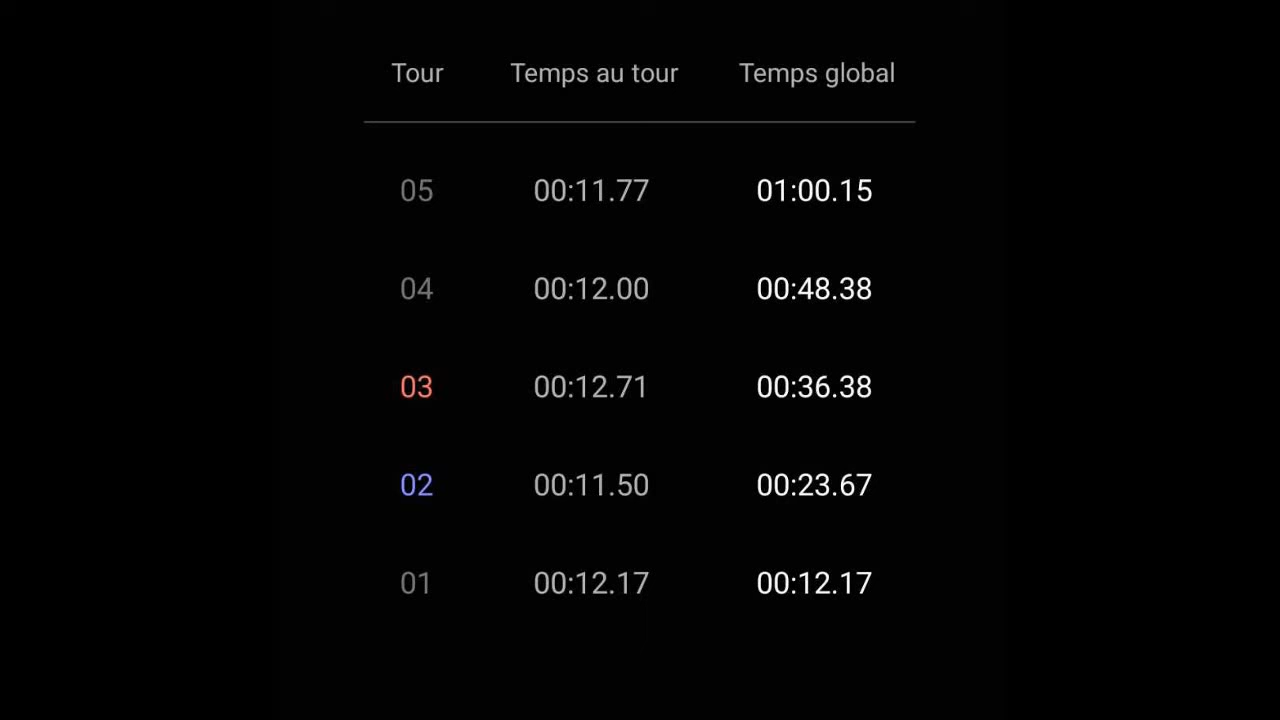 Tour Temps au tour Temps global
05 00:11.77 01:00.15
04 00:12.00 00:48.38
03 00:12.71 00:36.38
02 00:11.50 00:23.67
01 00:12.17 00:12.17